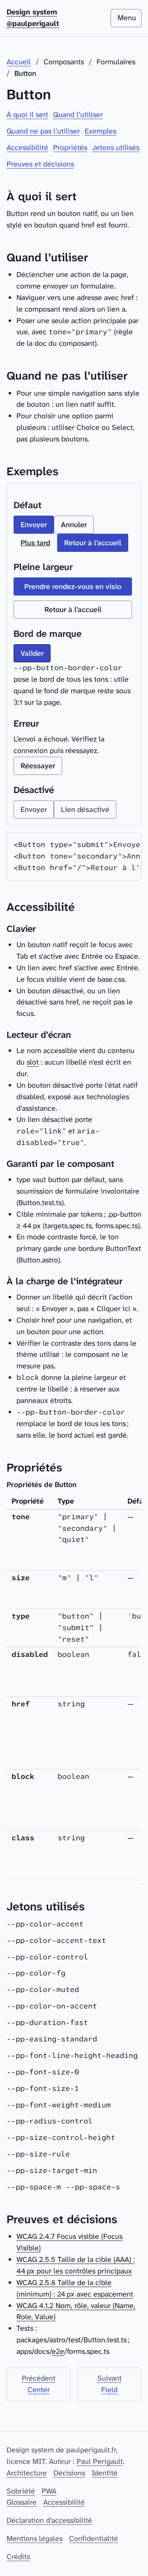 Design system
@paulperigault
Menu
Accueil / Composants / Formulaires
/ Button
Button
À quoi il sert Quand l’utiliser
Quand ne pas l’utiliser Exemples
Accessibilité Propriétés Jetons utilisés
Preuves et décisions
À quoi il sert
Button rend un bouton natif, ou un lien
stylé en bouton quand href est fourni.
Quand l’utiliser
Déclencher une action de la page,
comme envoyer un formulaire.
Naviguer vers une adresse avec href :
le composant rend alors un lien a.
Poser une seule action principale par
vue, avec tone="primary" (règle
de la doc du composant).
Quand ne pas l’utiliser
Pour une simple navigation sans style
de bouton : un lien natif suffit.
Pour choisir une option parmi
plusieurs : utiliser Choice ou Select,
pas plusieurs boutons.
Exemples
Défaut
Envoyer Annuler
Plus tard Retour à l’accueil
Pleine largeur
Prendre rendez-vous en visio
Retour à l’accueil
Bord de marque
Valider
--pp-button-border-color
pose le bord de tous les tons : utile
quand le fond de marque reste sous
3:1 sur la page.
Erreur
L’envoi a échoué. Vérifiez la
connexion puis réessayez.
Réessayer
Désactivé
Envoyer Lien désactivé
<Button type="submit">Envoye
<Button tone="secondary">Ann
<Button href="/">Retour à l'
Accessibilité
Clavier
Un bouton natif reçoit le focus avec
Tab et s’active avec Entrée ou Espace.
Un lien avec href s’active avec Entrée.
Le focus visible vient de base.css.
Un bouton désactivé, ou un lien
désactivé sans href, ne reçoit pas le
focus.
Lecteur d’écran
Le nom accessible vient du contenu
du slot : aucun libellé n’est écrit en
dur.
Un bouton désactivé porte l’état natif
disabled, exposé aux technologies
d’assistance.
Un lien désactivé porte
role="link" et aria-
disabled="true".
Garanti par le composant
type vaut button par défaut, sans
soumission de formulaire involontaire
(Button.test.ts).
Cible minimale par tokens ; .pp-button
≥ 44 px (targets.spec.ts, forms.spec.ts).
En mode contraste forcé, le ton
primary garde une bordure ButtonText
(Button.astro).
À la charge de l’intégrateur
Donner un libellé qui décrit l’action
seul : « Envoyer », pas « Cliquer ici ».
Choisir href pour une navigation, et
un bouton pour une action.
Vérifier le contraste des tons dans le
thème utilisé : le composant ne le
mesure pas.
block donne la pleine largeur et
centre le libellé : à réserver aux
panneaux étroits.
--pp-button-border-color
remplace le bord de tous les tons ;
sans elle, le bord actuel est gardé.
Propriétés
Propriétés de Button
Propriété Type Défa
tone "primary" | —
"secondary" |
"quiet"
size "m" | "l" —
type "button" | 'bu
"submit" |
"reset"
disabled boolean fal
href string —
block boolean —
class string —
Jetons utilisés
--pp-color-accent
--pp-color-accent-text
--pp-color-control
--pp-color-fg
--pp-color-muted
--pp-color-on-accent
--pp-duration-fast
--pp-easing-standard
--pp-font-line-height-heading
--pp-font-size-0
--pp-font-size-1
--pp-font-weight-medium
--pp-radius-control
--pp-size-control-height
--pp-size-rule
--pp-size-target-min
--pp-space-m --pp-space-s
Preuves et décisions
WCAG 2.4.7 Focus visible (Focus
Visible)
WCAG 2.5.5 Taille de la cible (AAA) :
44 px pour les contrôles principaux
WCAG 2.5.8 Taille de la cible
(minimum) : 24 px avec espacement
WCAG 4.1.2 Nom, rôle, valeur (Name,
Role, Value)
Tests :
packages/astro/test/Button.test.ts ;
apps/docs/e2e/forms.spec.ts
Précédent
Center
Suivant
Field
Design system de paulperigault.fr,
licence MIT. Auteur : Paul Perigault.
Architecture Décisions Identité
Sobriété PWA
Glossaire Accessibilité
Déclaration d’accessibilité
Mentions légales Confidentialité
Crédits